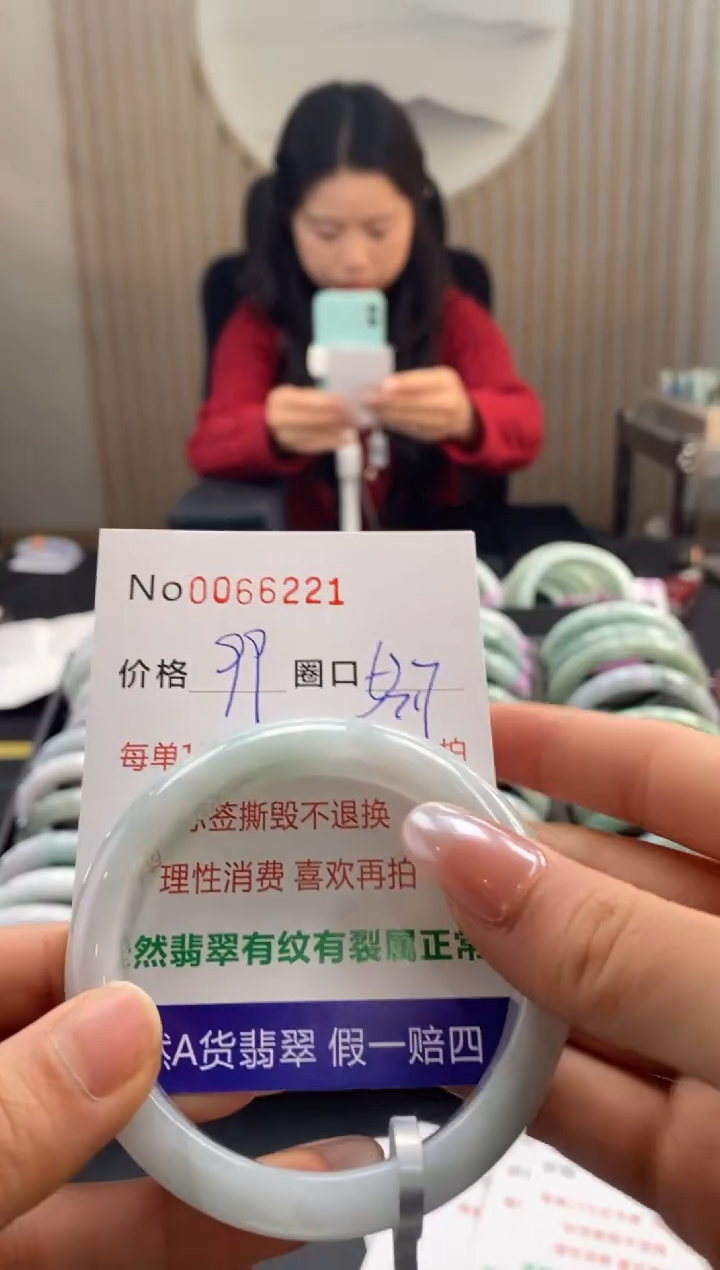 No0066221
价格 99 圈口
每单1 拍
签撕毁不退换
理性消费 喜欢再拍
然翡翠有纹有裂属正常
A货翡翠 假一赔四